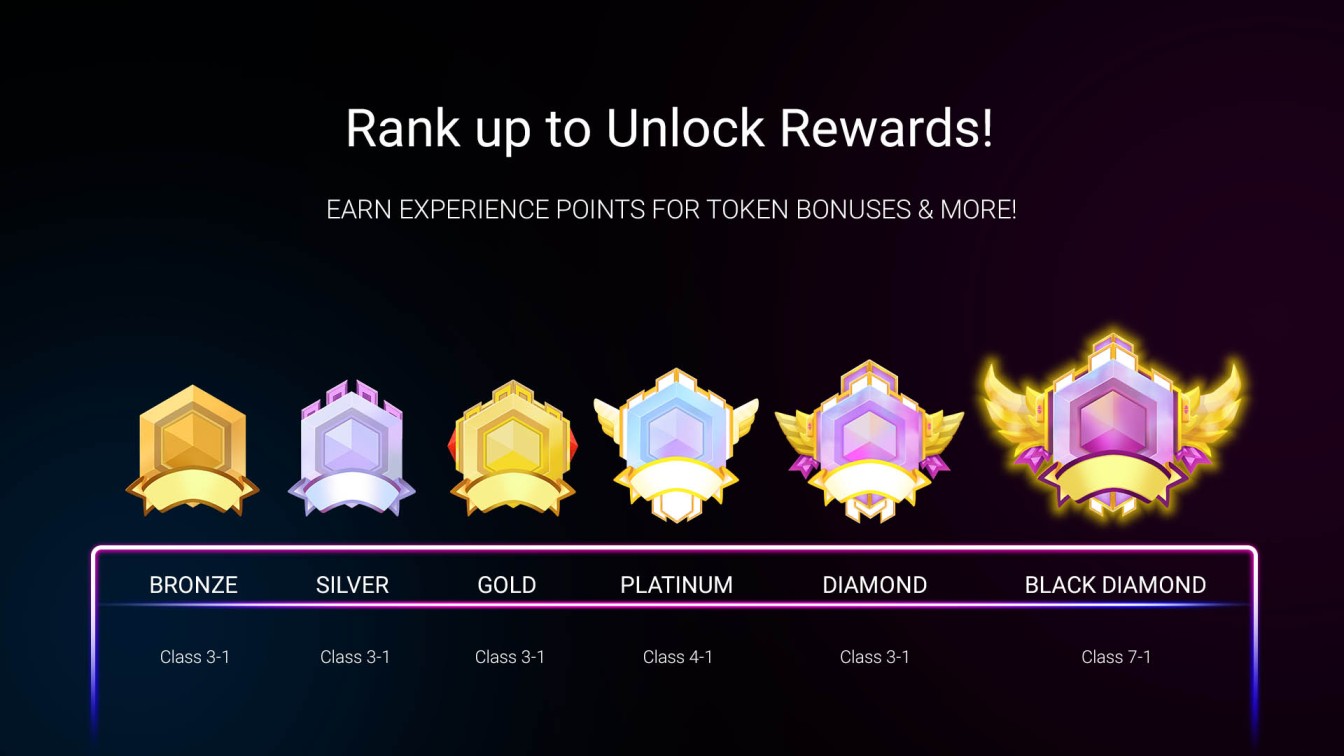 Rank up to Unlock Rewards!
EARN EXPERIENCE POINTS FOR TOKEN BONUSES & MORE!
BRONZE SILVER GOLD PLATINUM DIAMOND BLACK DIAMOND
Class 3-1 Class 3-1 Class 3-1 Class 4-1 Class 3-1 Class 7-1